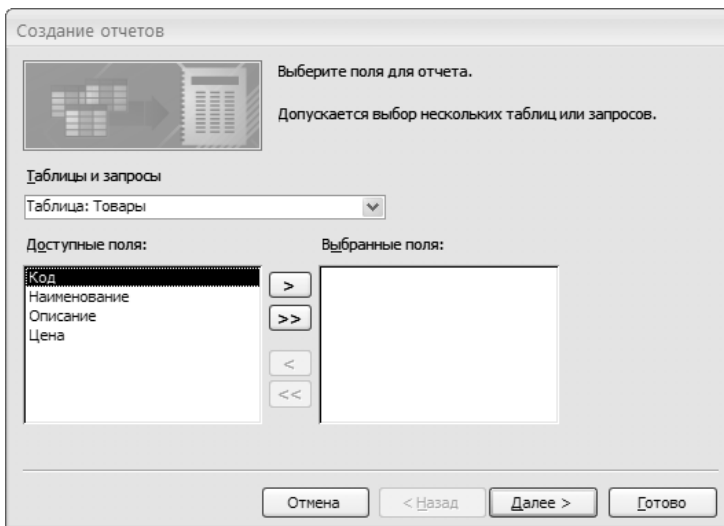 Создание отчетов
Выберите поля для отчета.
Допускается выбор нескольких таблиц или запросов.
Таблицы и запросы
Таблица: Товары
Доступные поля:
Выбранные поля:
Код
Наименование
Описание
Цена
>
>>
<
<<
Отмена
< Назад
Далее >
Готово